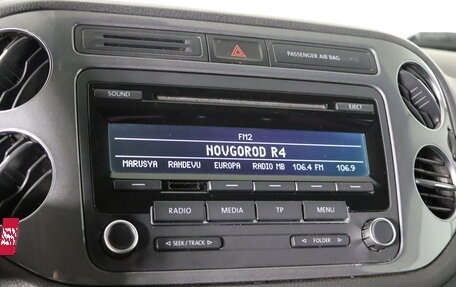 PASSENGER AIR BAG
SOUND
EJECT
FM2
NOVGOROD R4
MARUSYA RANDEVU EUROPA RADIO MB 106.4 FM 106.9
RADIO MEDIA TP MENU
◁ SEEK / TRACK ▷
◁ FOLDER ▷